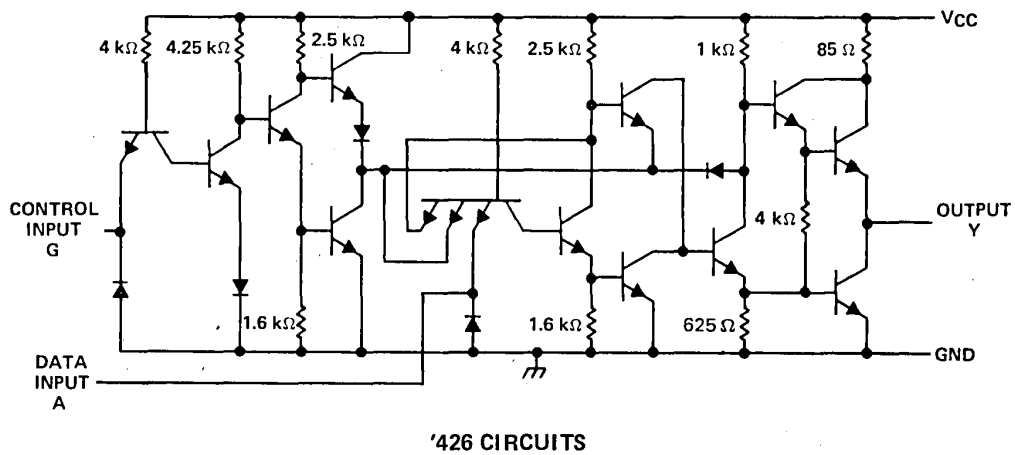 VCC
4 kΩ
4.25 kΩ
2.5 kΩ
4 kΩ
2.5 kΩ
1 kΩ
85 Ω
CONTROL
INPUT
G
4 kΩ
OUTPUT
Y
1.6 kΩ
1.6 kΩ
625 Ω
DATA
INPUT
A
GND
'426 CIRCUITS